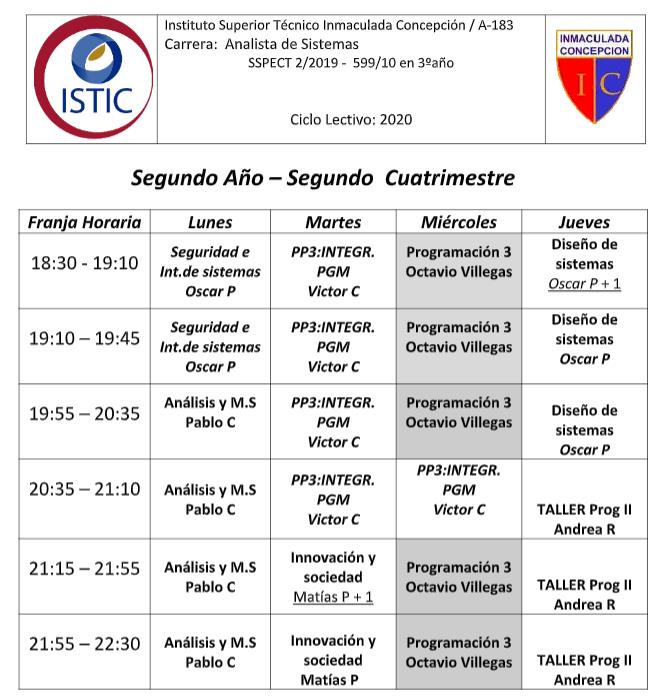 ISTIC
Instituto Superior Técnico Inmaculada Concepción / A-183
Carrera: Analista de Sistemas
SSPECT 2/2019 - 599/10 en 3ºaño
Ciclo Lectivo: 2020
INMACULADA
CONCEPCION
I C
Segundo Año – Segundo Cuatrimestre
Franja Horaria
Lunes
Martes
Miércoles
Jueves
18:30 - 19:10
Seguridad e
Int.de sistemas
Oscar P
PP3:INTEGR.
PGM
Victor C
Programación 3
Octavio Villegas
Diseño de
sistemas
Oscar P + 1
19:10 – 19:45
Seguridad e
Int.de sistemas
Oscar P
PP3:INTEGR.
PGM
Victor C
Programación 3
Octavio Villegas
Diseño de
sistemas
Oscar P
19:55 – 20:35
Análisis y M.S
Pablo C
PP3:INTEGR.
PGM
Victor C
Programación 3
Octavio Villegas
Diseño de
sistemas
Oscar P
20:35 – 21:10
Análisis y M.S
Pablo C
PP3:INTEGR.
PGM
Victor C
PP3:INTEGR.
PGM
Victor C
TALLER Prog II
Andrea R
21:15 – 21:55
Análisis y M.S
Pablo C
Innovación y
sociedad
Matías P + 1
Programación 3
Octavio Villegas
TALLER Prog II
Andrea R
21:55 – 22:30
Análisis y M.S
Pablo C
Innovación y
sociedad
Matías P
Programación 3
Octavio Villegas
TALLER Prog II
Andrea R